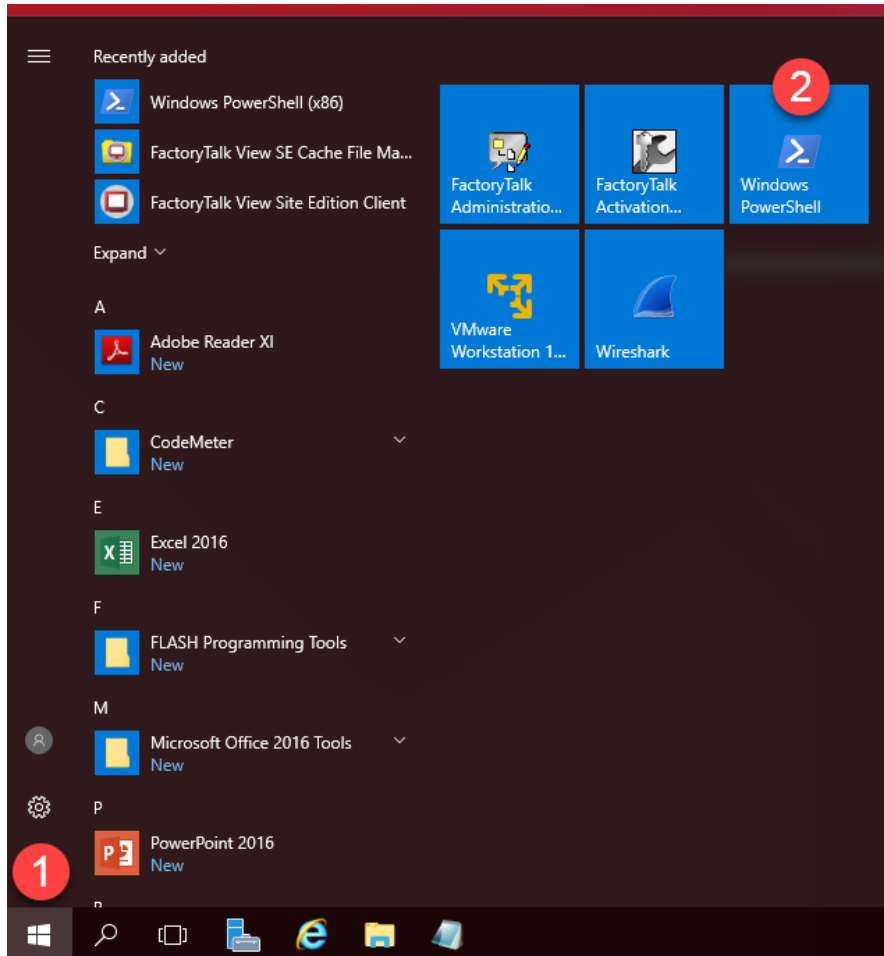 Recently added
Windows PowerShell (x86)
FactoryTalk View SE Cache File Ma...
FactoryTalk View Site Edition Client
Expand
A
Adobe Reader XI
New
C
CodeMeter
New
E
Excel 2016
New
F
FLASH Programming Tools
New
M
Microsoft Office 2016 Tools
New
P
PowerPoint 2016
New
1
2
FactoryTalk
Administratio...
FactoryTalk
Activation...
Windows
PowerShell
VMware
Workstation 1...
Wireshark